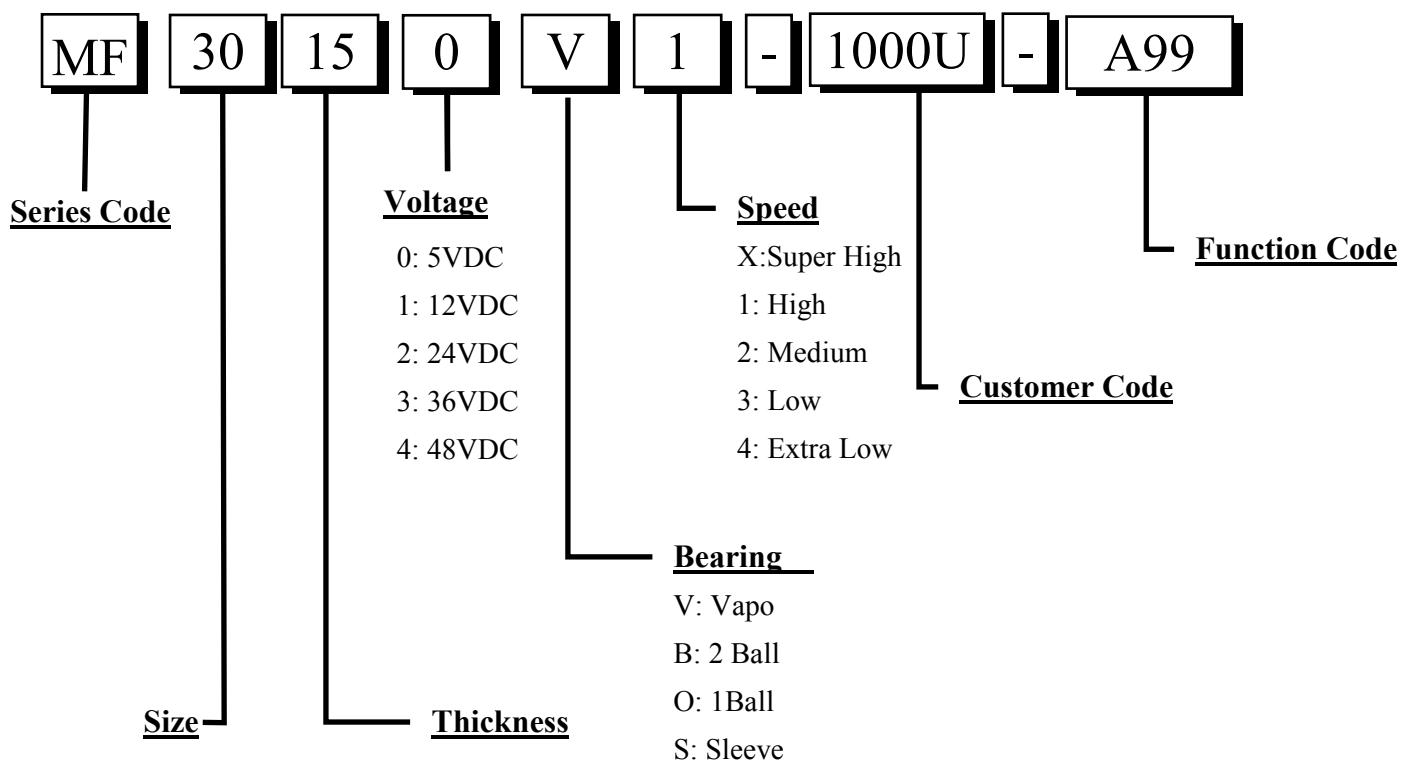 MF 30 15 0 V 1 - 1000U - A99
Series Code
Voltage
0: 5VDC
1: 12VDC
2: 24VDC
3: 36VDC
4: 48VDC
Speed
X:Super High
1: High
2: Medium
3: Low
4: Extra Low
Function Code
Customer Code
Bearing
V: Vapo
B: 2 Ball
O: 1Ball
S: Sleeve
Size
Thickness